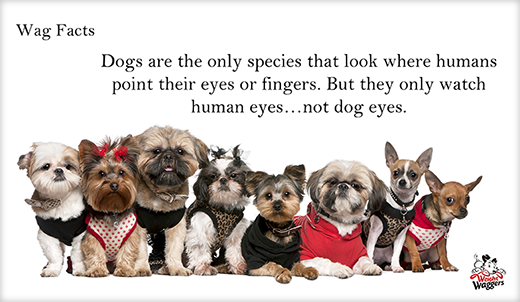 Wag Facts
Dogs are the only species that look where humans
point their eyes or fingers. But they only watch
human eyes...not dog eyes.
Waggers